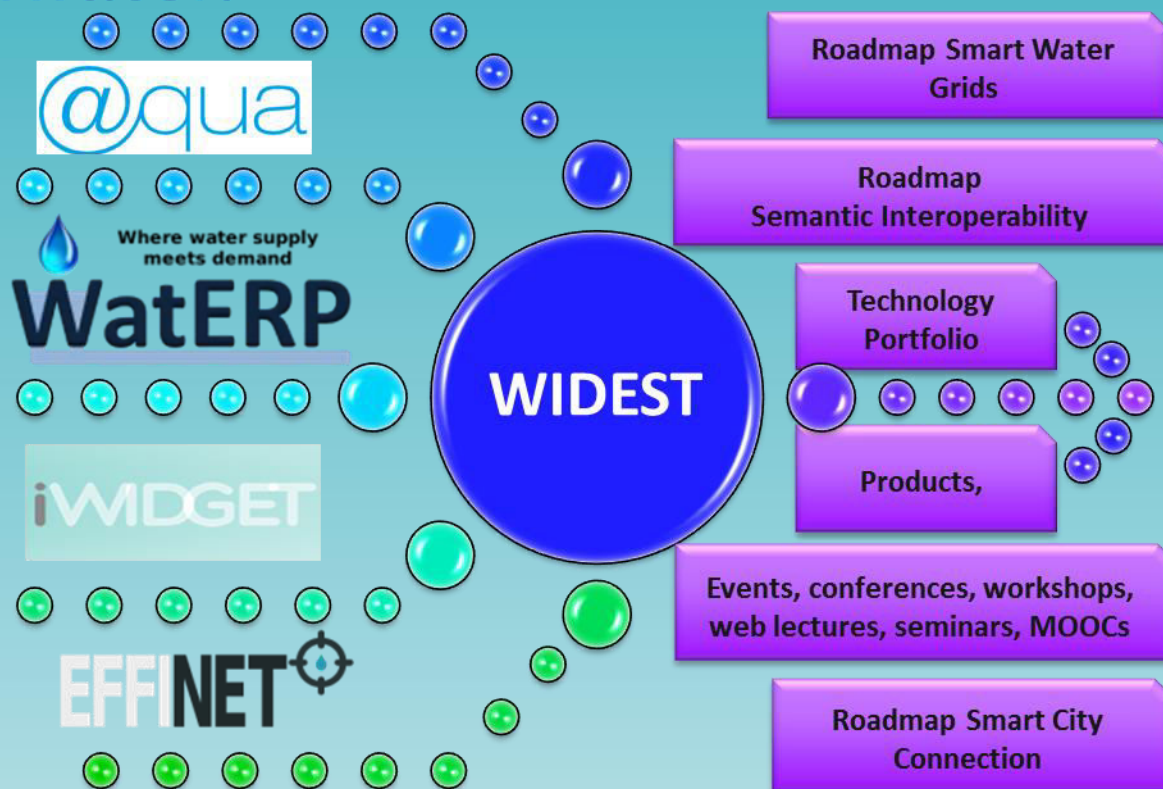 @qua
Where water supply
meets demand
WatERP
iWIDGET
EFFINET
WIDEST
Roadmap Smart Water
Grids
Roadmap
Semantic Interoperability
Technology
Portfolio
Products,
Events, conferences, workshops,
web lectures, seminars, MOOCs
Roadmap Smart City
Connection